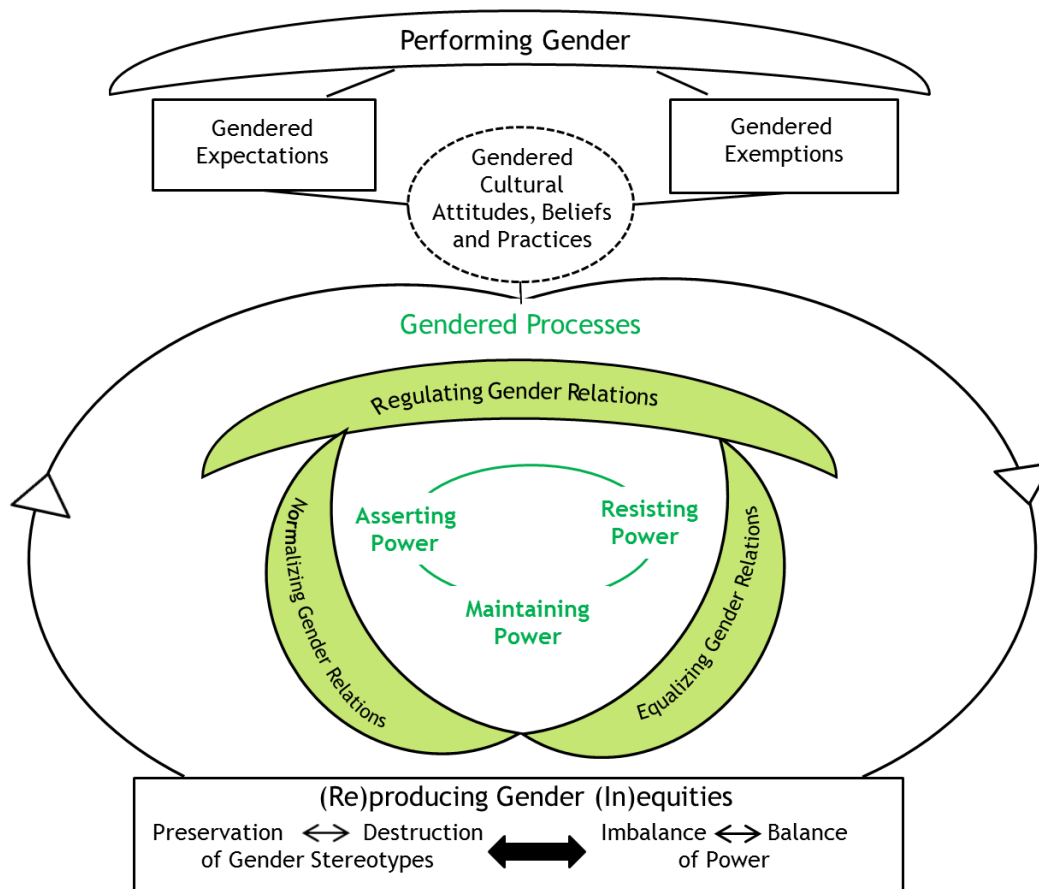 Performing Gender
Gendered
Expectations
Gendered
Exemptions
Gendered
Cultural
Attitudes, Beliefs
and Practices
Gendered Processes
Regulating Gender Relations
Normalizing Gender Relations
Asserting
Power
Resisting
Power
Maintaining
Power
Equalizing Gender Relations
(Re)producing Gender (In)equities
Preservation Destruction
of Gender Stereotypes
Imbalance Balance
of Power